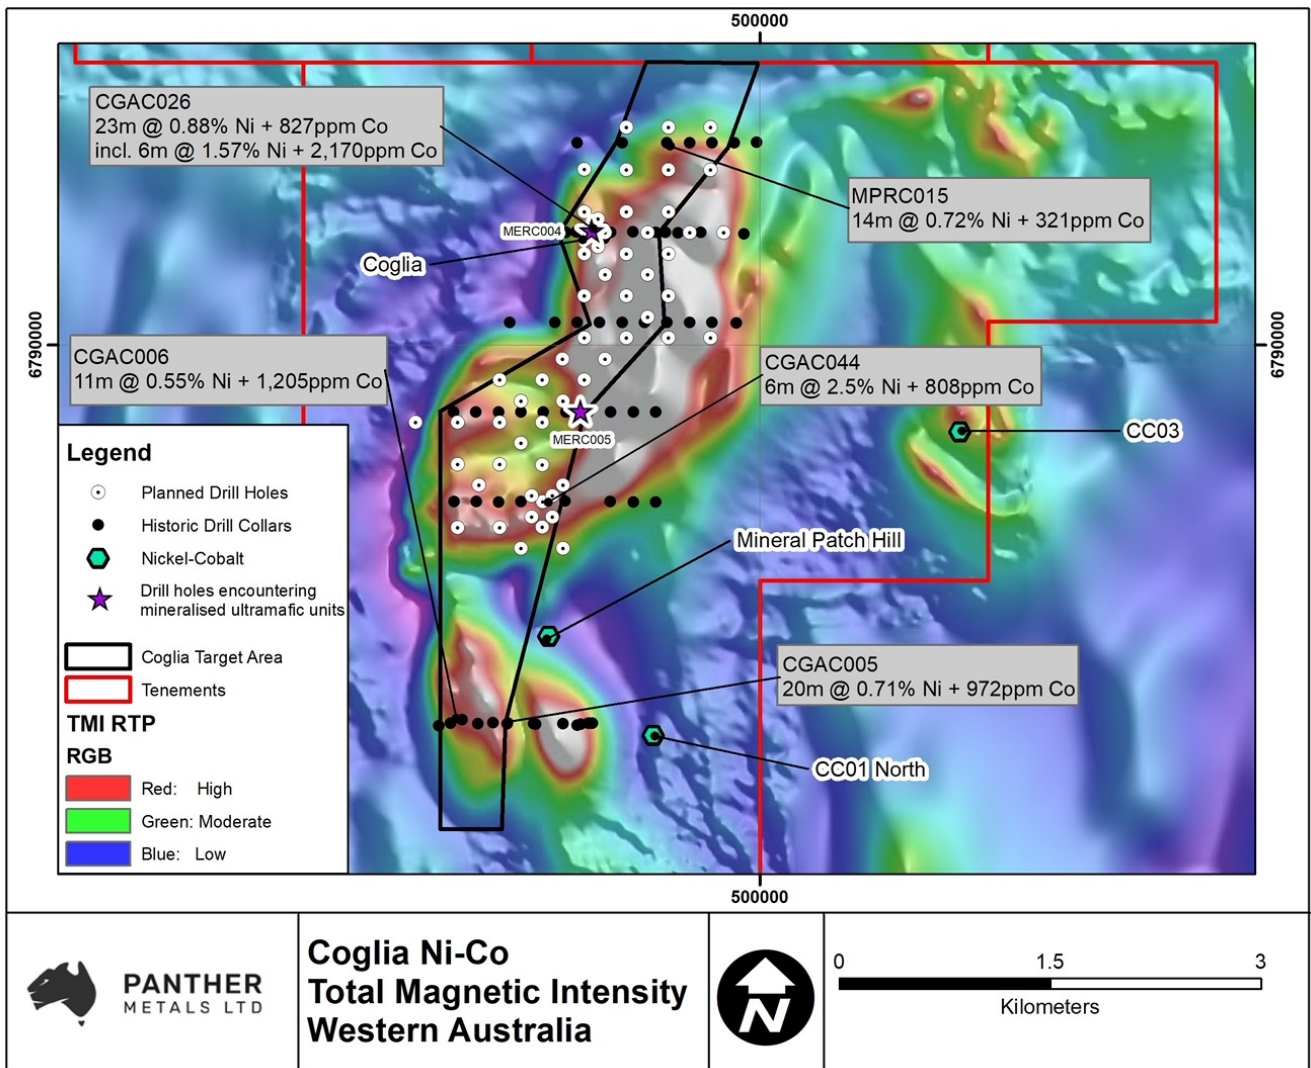 500000
CGAC026
23m @ 0.88% Ni + 827ppm Co
incl. 6m @ 1.57% Ni + 2,170ppm Co
MPRC015
14m @ 0.72% Ni + 321ppm Co
MERC004
Coglia
6790000
6790000
CGAC006
11m @ 0.55% Ni + 1,205ppm Co
CGAC044
6m @ 2.5% Ni + 808ppm Co
MERC005
CC03
Mineral Patch Hill
CGAC005
20m @ 0.71% Ni + 972ppm Co
CC01 North
Legend
Planned Drill Holes
Historic Drill Collars
Nickel-Cobalt
Drill holes encountering
mineralised ultramafic units
Coglia Target Area
Tenements
TMI RTP
RGB
Red: High
Green: Moderate
Blue: Low
500000
PANTHER
METALS LTD
Coglia Ni-Co
Total Magnetic Intensity
Western Australia
N
0 1.5 3
Kilometers